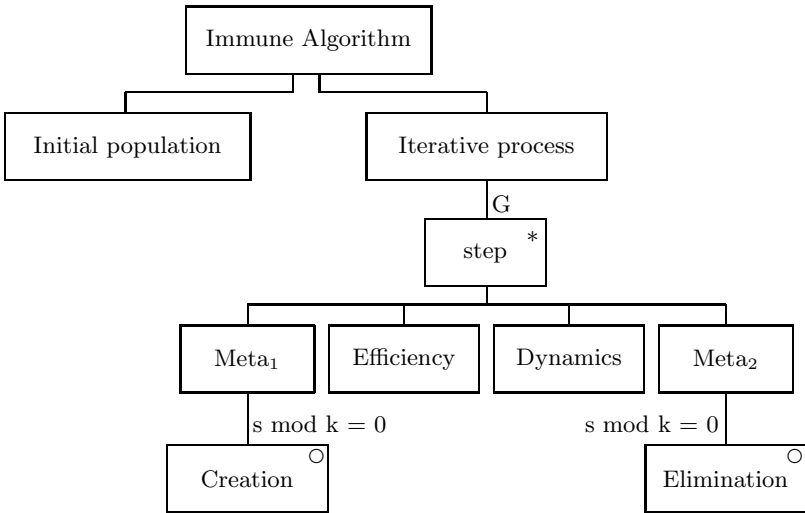 Immune Algorithm
Initial population
Iterative process
G
step *
Meta₁
Efficiency
Dynamics
Meta₂
s mod k = 0
s mod k = 0
Creation
Elimination